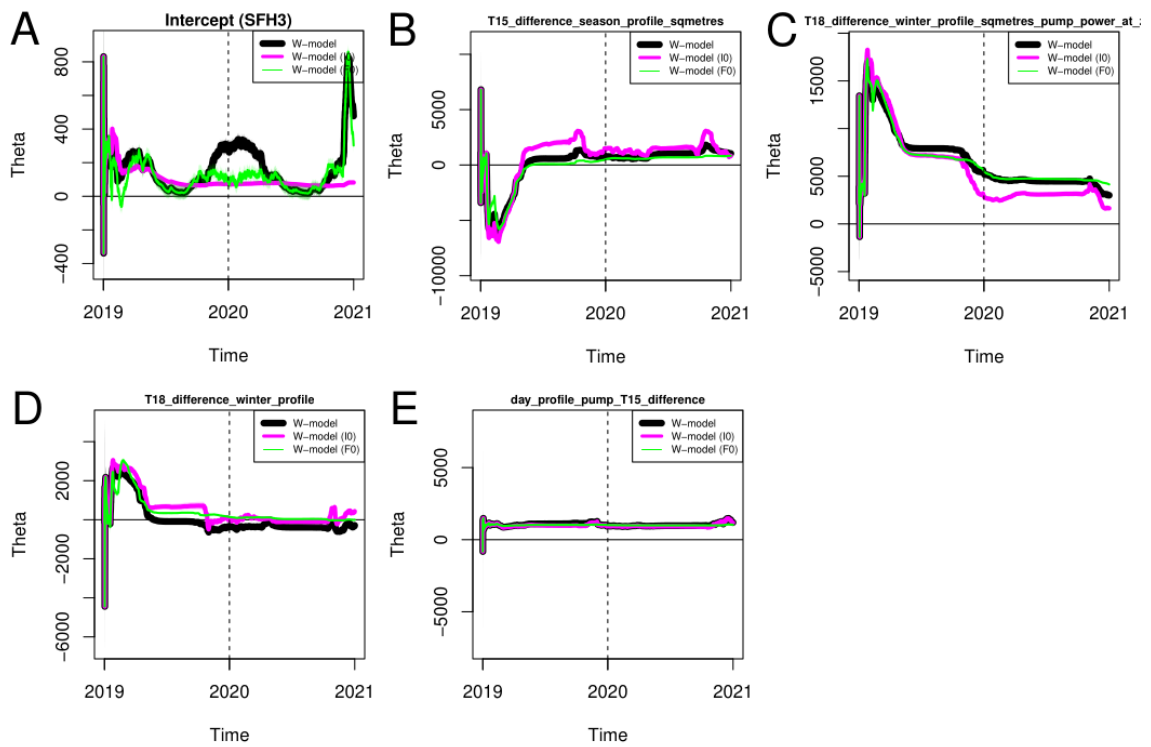 A
Intercept (SFH3)
W−model
W−model (I0)
W−model (F0)
Theta
800
400
0
−400
2019
2020
2021
Time
B
T15_difference_season_profile_sqmetres
W−model
W−model (I0)
W−model (F0)
Theta
5000
0
−10000
2019
2020
2021
Time
C
T18_difference_winter_profile_sqmetres_pump_power_at_
W−model
W−model (I0)
W−model (F0)
Theta
15000
5000
0
−5000
2019
2020
2021
Time
D
T18_difference_winter_profile
W−model
W−model (I0)
W−model (F0)
Theta
2000
−2000
−6000
2019
2020
2021
Time
E
day_profile_pump_T15_difference
W−model
W−model (I0)
W−model (F0)
Theta
5000
0
−5000
2019
2020
2021
Time